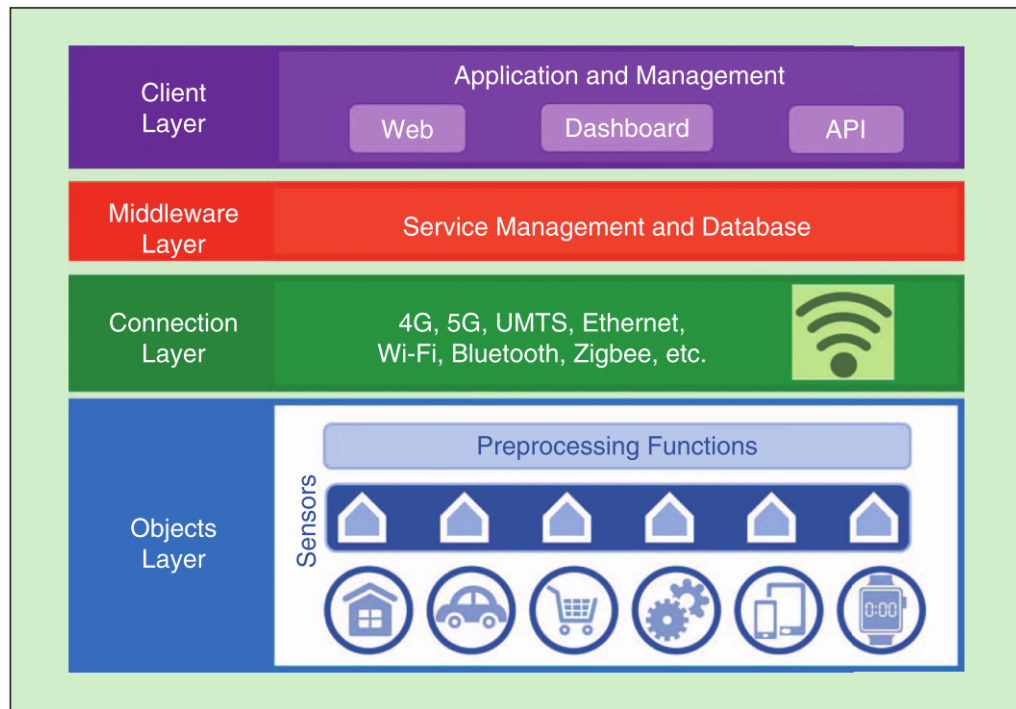 Client
Layer
Application and Management
Web
Dashboard
API
Middleware
Layer
Service Management and Database
Connection
Layer
4G, 5G, UMTS, Ethernet,
Wi-Fi, Bluetooth, Zigbee, etc.
Objects
Layer
Preprocessing Functions
Sensors
0:00